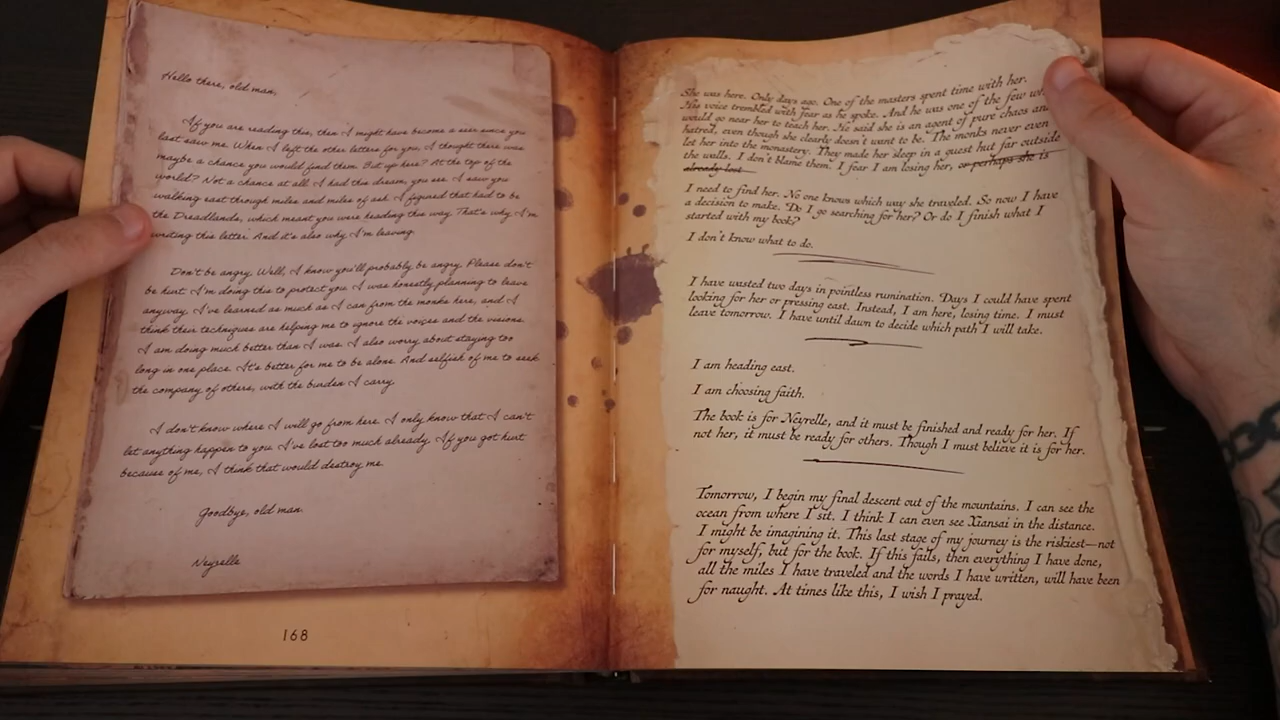 Hello there, old man,
If you are reading this, then I might have become a seer since you
last saw me. When I left the other letters for you, I thought there was
maybe a chance you would find them. But up here? At the top of the
world? Not a chance at all. I had the dream, you see. I saw you
walking east through miles and miles of ash. I figured that had to be
the Dreadlands, which meant you were heading this way. That's why I'm
writing this letter. And it's also why I'm leaving.
Don't be angry. Well, I know you'll probably be angry. Please don't
be hurt. I'm doing this to protect you. I was honestly planning to leave
anyway. I've learned as much as I can from the monks here, and I
think their techniques are helping me to ignore the voices and the visions.
I am doing much better than I was. I also worry about staying too
long in one place. It's better for me to be alone. And selfish of me to seek
the company of others, with the burden I carry.
I don't know where I will go from here. I only know that I can't
let anything happen to you. I've lost too much already. If you got hurt
because of me, I think that would destroy me.
Goodbye, old man.
Neyrelle
168
She was here. Only days ago. One of the masters spent time with her.
His voice trembled with fear as he spoke. And he was one of the few
would go near her to teach her. He said she is an agent of pure chaos and
hatred, even though she clearly doesn't want to be. The monks never even
let her into the monastery. They made her sleep in a guest hut far outside
the walls. I don't blame them. I fear I am losing her, or perhaps she is
already lost
I need to find her. No one knows which way she traveled. So now I have
a decision to make. Do I go searching for her? Or do I finish what I
started with my book?
I don't know what to do.
I have wasted two days in pointless rumination. Days I could have spent
looking for her or pressing east. Instead, I am here, losing time. I must
leave tomorrow. I have until dawn to decide which path I will take.
I am heading east.
I am choosing faith.
The book is for Neyrelle, and it must be finished and ready for her. If
not her, it must be ready for others. Though I must believe it is for her.
Tomorrow, I begin my final descent out of the mountains. I can see the
ocean from where I sit. I think I can even see Xiansai in the distance.
I might be imagining it. This last stage of my journey is the riskiest—not
for myself, but for the book. If this fails, then everything I have done,
all the miles I have traveled and the words I have written, will have been
for naught. At times like this, I wish I prayed.